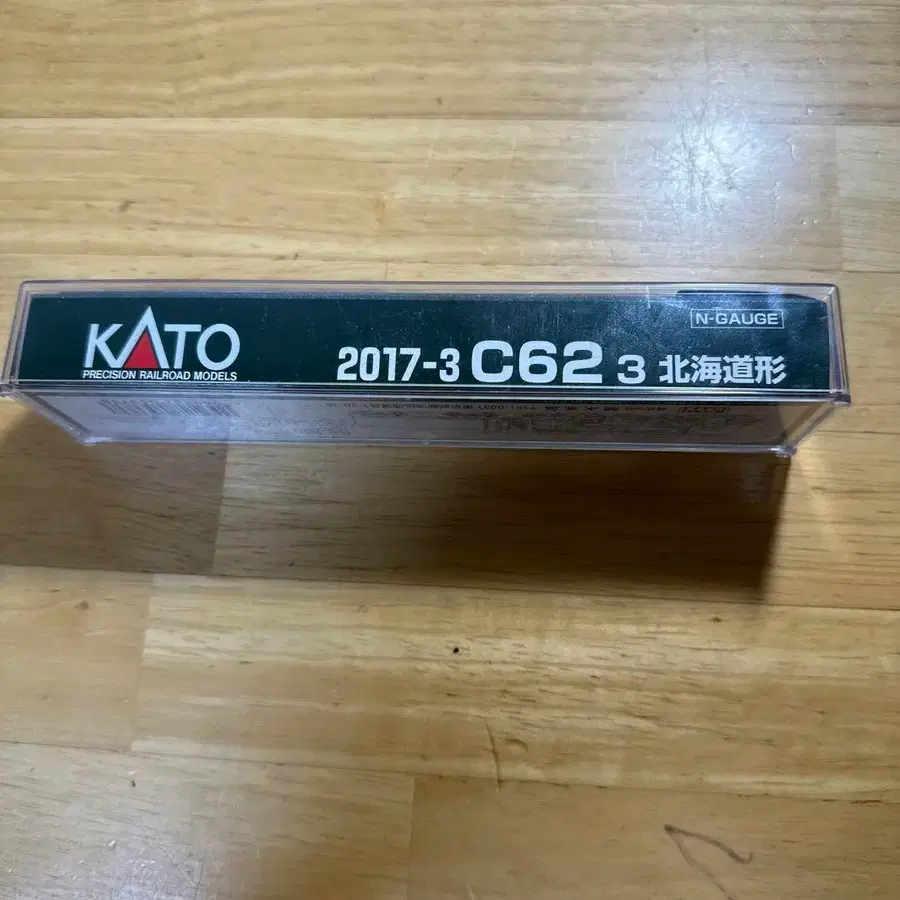 N-GAUGE
KATO
PRECISION RAILROAD MODELS
2017-3 C62 3 北海道形